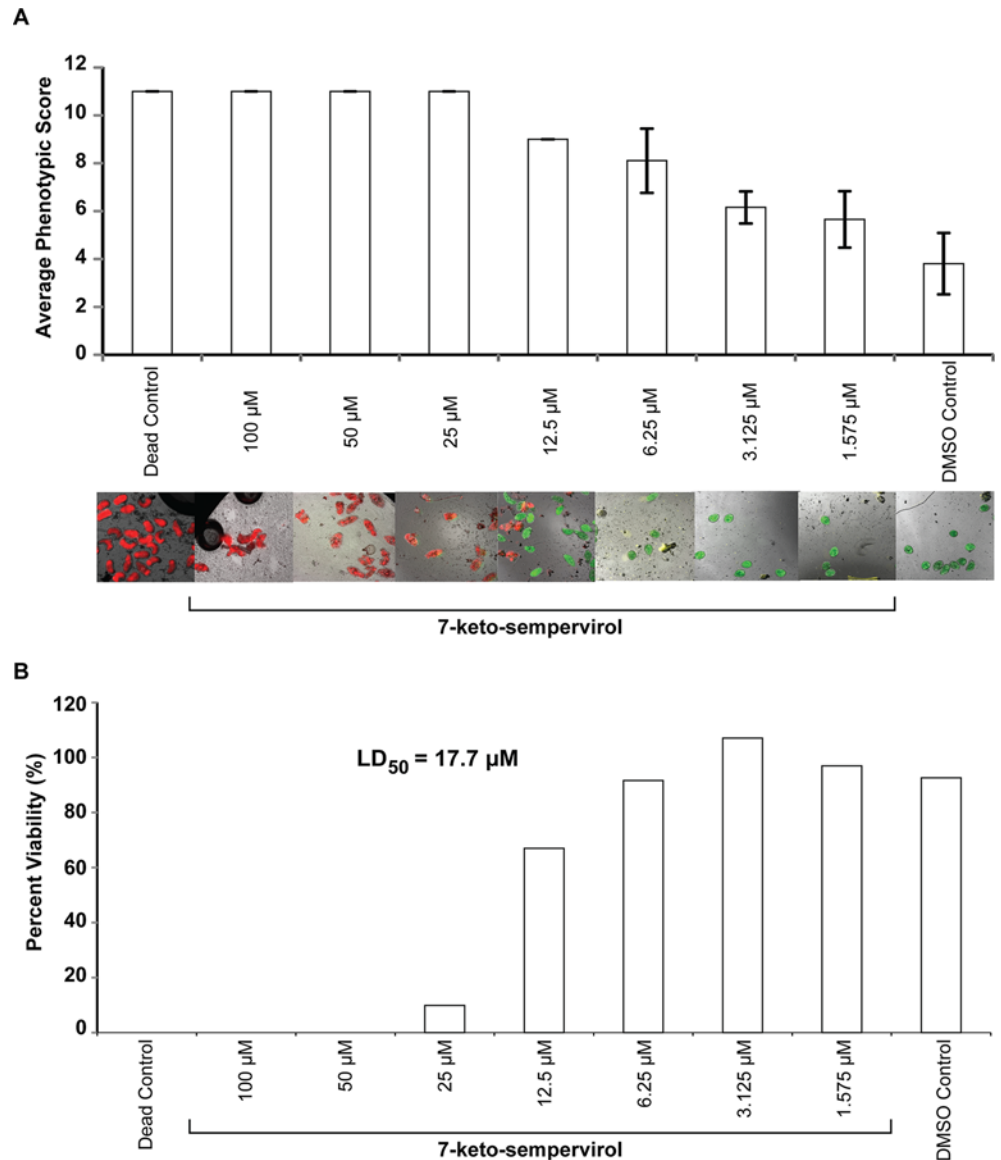 A
Average Phenotypic Score
12
10
8
6
4
2
0
Dead Control
100 µM
50 µM
25 µM
12.5 µM
6.25 µM
3.125 µM
1.575 µM
DMSO Control
7-keto-sempervirol
B
Percent Viability (%)
120
100
80
60
40
20
0
LD50 = 17.7 µM
Dead Control
100 µM
50 µM
25 µM
12.5 µM
6.25 µM
3.125 µM
1.575 µM
DMSO Control
7-keto-sempervirol